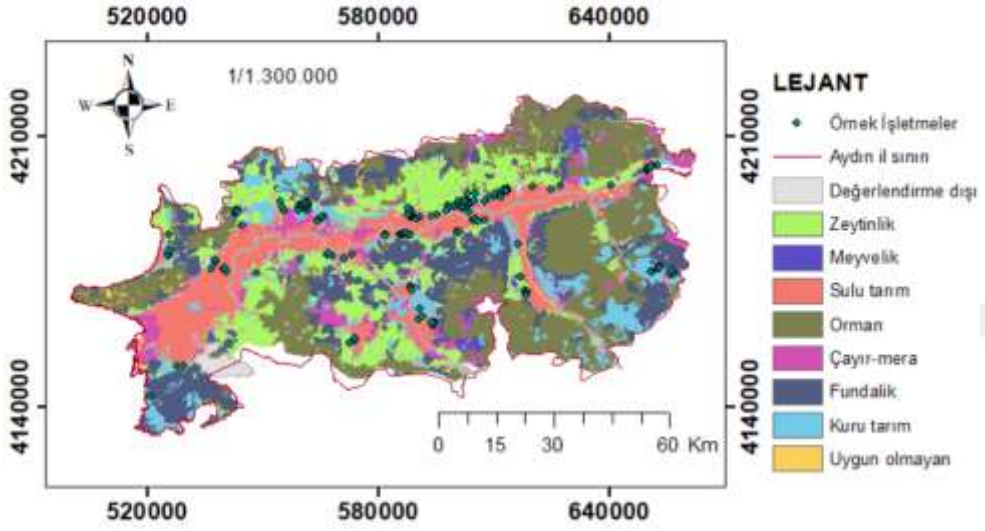 520000 580000 640000
N
W E
S
1/1.300.000
4210000
4140000
4210000
4140000
0 15 30 60 Km
520000 580000 640000
LEJANT
Örnek İşletmeler
Aydın il sınırı
Değerlendirme dışı
Zeytinlik
Meyvelik
Sulu tarım
Orman
Çayır-mera
Fundalik
Kuru tarım
Uygun olmayan